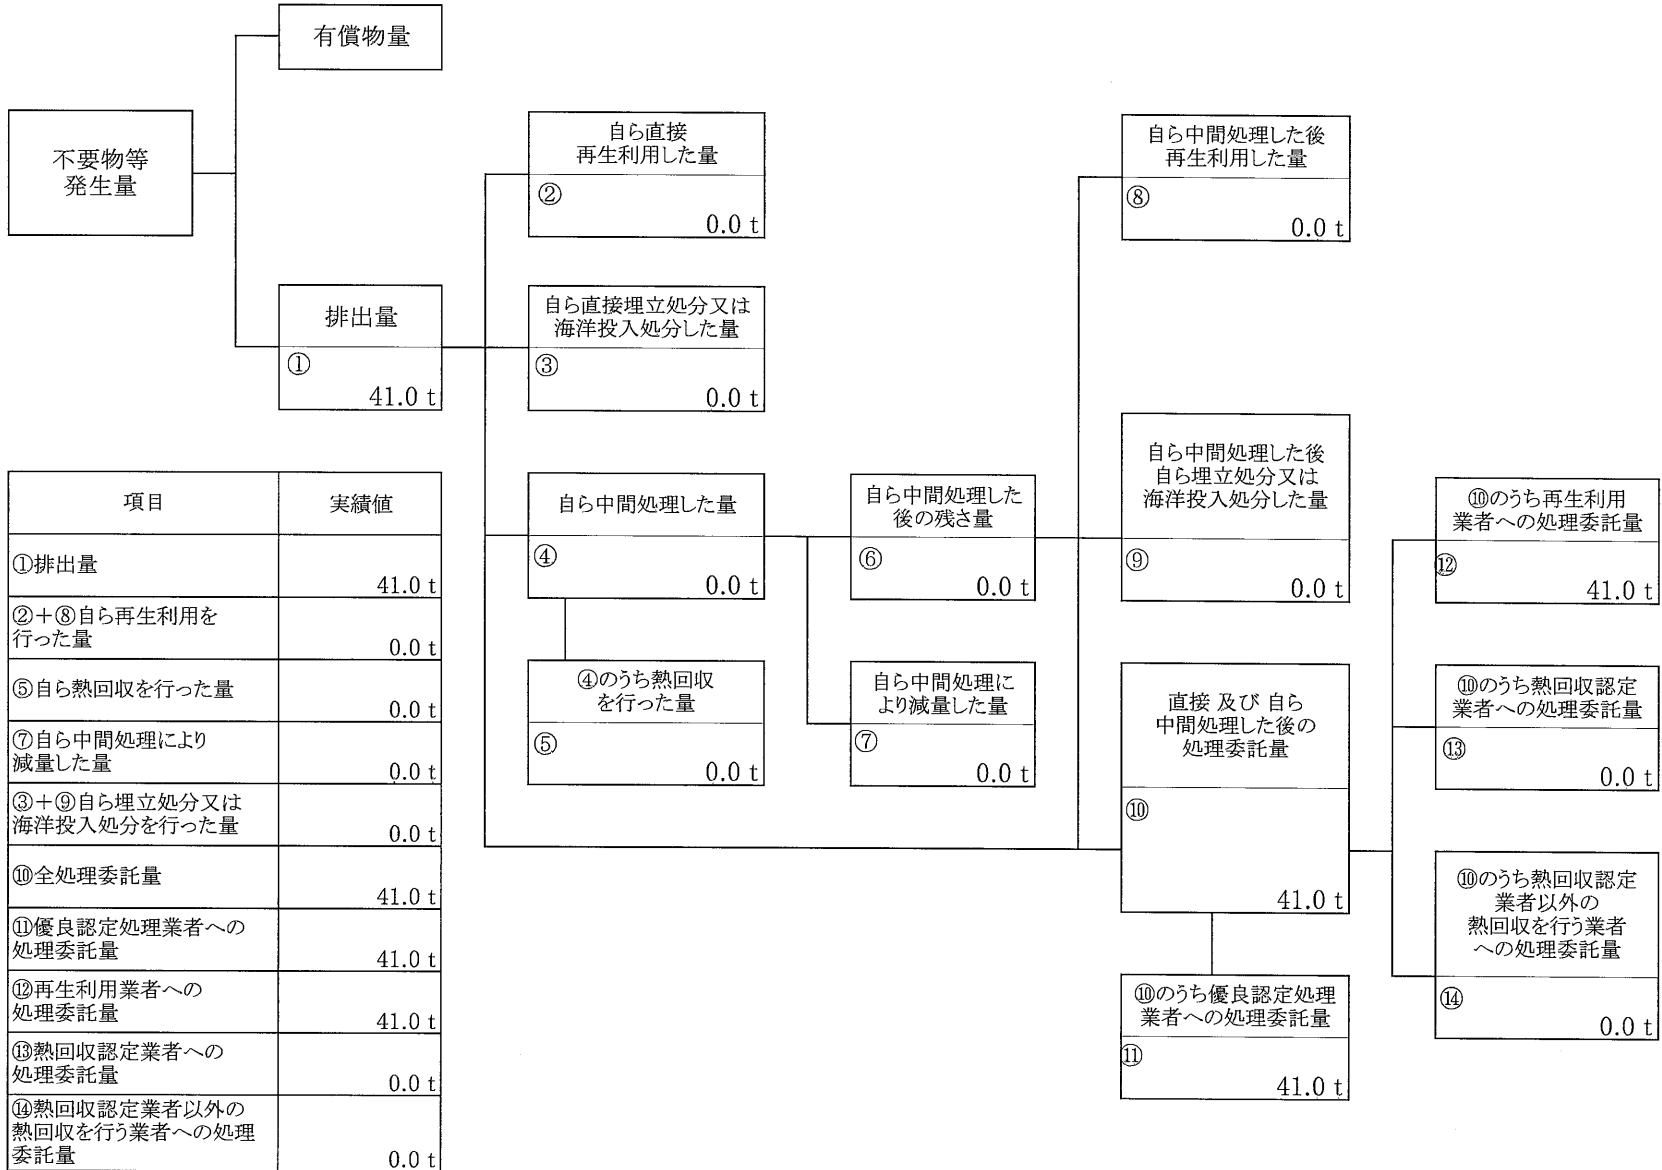 有償物量
不要物等
発生量
排出量
①
41.0 t
自ら直接
再生利用した量
②
0.0 t
自ら直接埋立処分又は
海洋投入処分した量
③
0.0 t
自ら中間処理した量
④
0.0 t
④のうち熱回収
を行った量
⑤
0.0 t
自ら中間処理した
後の残さ量
⑥
0.0 t
自ら中間処理に
より減量した量
⑦
0.0 t
自ら中間処理した後
再生利用した量
⑧
0.0 t
自ら中間処理した後
自ら埋立処分又は
海洋投入処分した量
⑨
0.0 t
直接 及び 自ら
中間処理した後の
処理委託量
⑩
41.0 t
⑩のうち優良認定処理
業者への処理委託量
⑪
41.0 t
⑩のうち再生利用
業者への処理委託量
⑫
41.0 t
⑩のうち熱回収認定
業者への処理委託量
⑬
0.0 t
⑩のうち熱回収認定
業者以外の
熱回収を行う業者
への処理委託量
⑭
0.0 t
項目 実績値
①排出量
41.0 t
②+⑧自ら再生利用を
行った量
0.0 t
⑤自ら熱回収を行った量
0.0 t
⑦自ら中間処理により
減量した量
0.0 t
③+⑨自ら埋立処分又は
海洋投入処分を行った量
0.0 t
⑩全処理委託量
41.0 t
⑪優良認定処理業者への
処理委託量
41.0 t
⑫再生利用業者への
処理委託量
41.0 t
⑬熱回収認定業者への
処理委託量
0.0 t
⑭熱回収認定業者以外の
熱回収を行う業者への処理
委託量
0.0 t